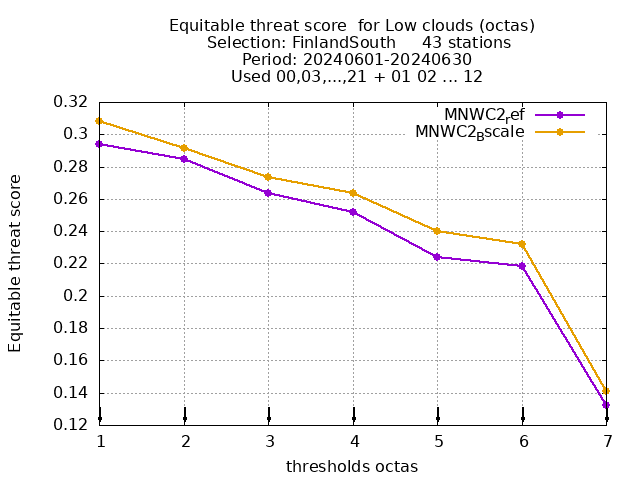 Equitable threat score  for Low clouds (octas)
Selection: FinlandSouth     43 stations
Period: 20240601-20240630
Used 00,03,...,21 + 01 02 ... 12
MNWC2ref
MNWC2Bscale
0.32
0.3
0.28
0.26
0.24
0.22
0.2
0.18
0.16
0.14
0.12
Equitable threat score
1 2 3 4 5 6 7
thresholds octas